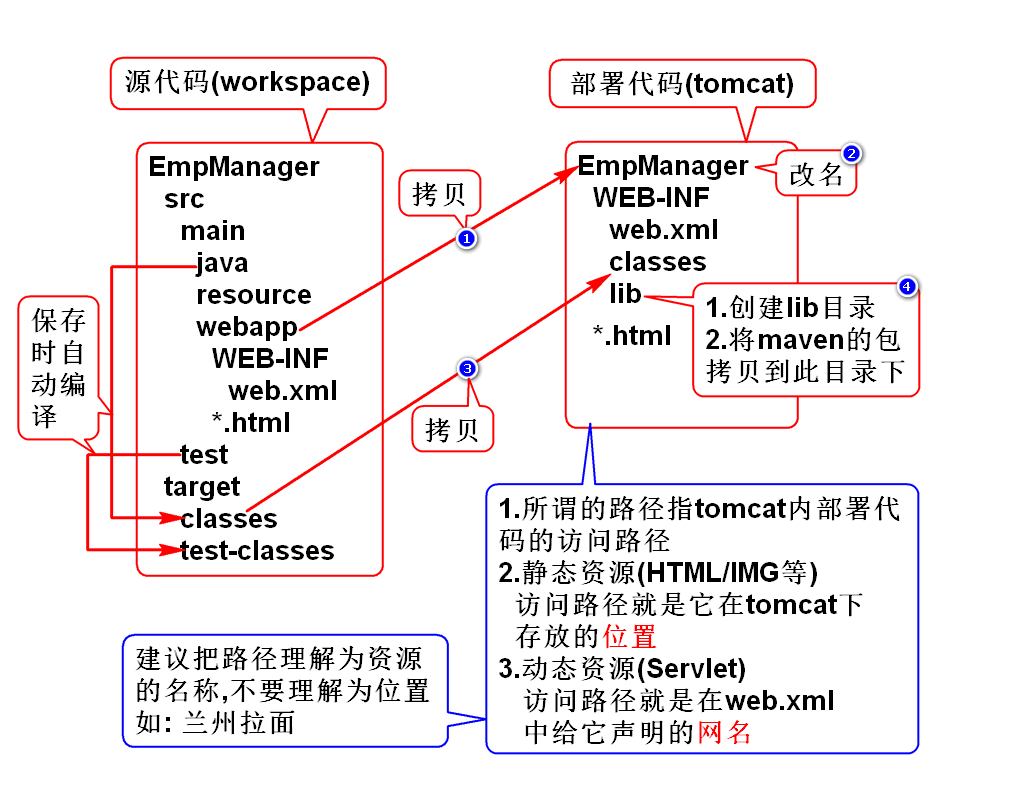 源代码(workspace)
EmpManager
src
main
java
resource
webapp
WEB-INF
web.xml
*.html
test
target
classes
test-classes
保存
时自
动编
译
拷贝
1
3
拷贝
部署代码(tomcat)
EmpManager
WEB-INF
web.xml
classes
lib
*.html
改名
2
4
1.创建lib目录
2.将maven的包
拷贝到此目录下
1.所谓的路径指tomcat内部署代
码的访问路径
2.静态资源(HTML/IMG等)
访问路径就是它在tomcat下
存放的位置
3.动态资源(Servlet)
访问路径就是在web.xml
中给它声明的网名
建议把路径理解为资源
的名称,不要理解为位置
如: 兰州拉面